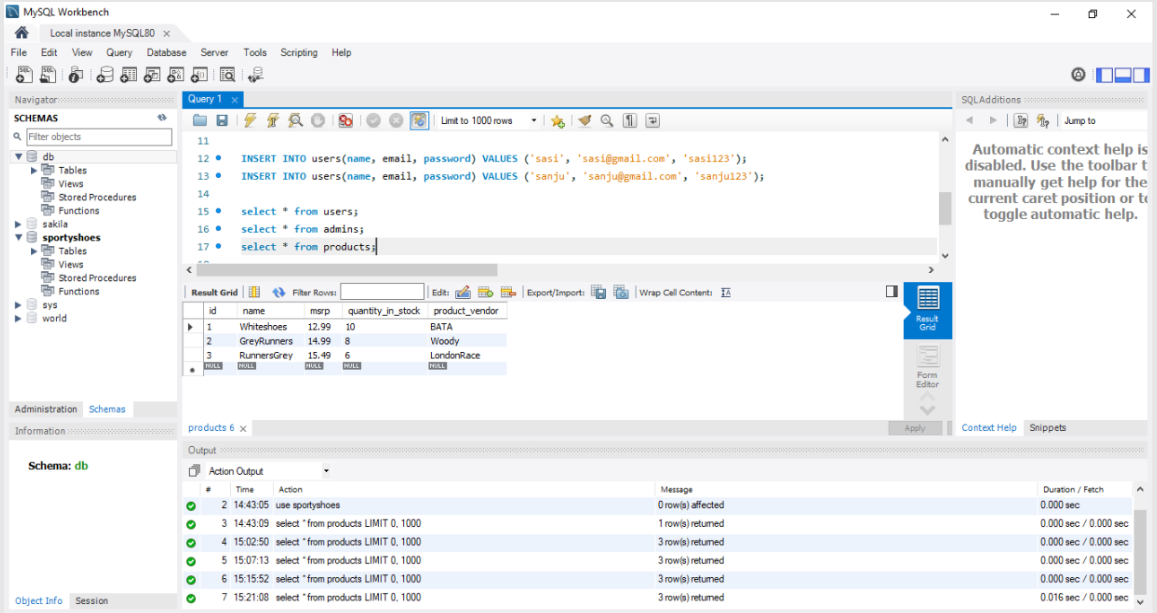 MySQL Workbench
Local instance MySQL80
File Edit View Query Database Server Tools Scripting Help
Navigator
SCHEMAS
Filter objects
db
Tables
Views
Stored Procedures
Functions
sakila
sportyshoes
Tables
Views
Stored Procedures
Functions
sys
world
Administration Schemas
Information
Schema: db
Object Info Session
Query 1
Limit to 1000 rows
11
12 INSERT INTO users(name, email, password) VALUES ('sasi', 'sasi@gmail.com', 'sasi123');
13 INSERT INTO users(name, email, password) VALUES ('sanju', 'sanju@gmail.com', 'sanju123');
14
15 select * from users;
16 select * from admins;
17 select * from products;
Result Grid Filter Rows: Edit: Export/Import: Wrap Cell Content:
id name msrp quantity_in_stock product_vendor
1 Whiteshoes 12.99 10 BATA
2 GreyRunners 14.99 8 Woody
3 RunnersGrey 15.49 6 LondonRace
NULL NULL NULL NULL NULL
Result
Grid
Form
Editor
products 6
Apply
SQLAdditions
Jump to
Automatic context help is
disabled. Use the toolbar t
manually get help for the
current caret position or to
toggle automatic help.
Context Help Snippets
Output
Action Output
# Time Action Message Duration / Fetch
2 14:43:05 use sportyshoes 0 row(s) affected 0.000 sec
3 14:43:09 select * from products LIMIT 0, 1000 1 row(s) returned 0.000 sec / 0.000 sec
4 15:02:50 select * from products LIMIT 0, 1000 3 row(s) returned 0.000 sec / 0.000 sec
5 15:07:13 select * from products LIMIT 0, 1000 3 row(s) returned 0.000 sec / 0.000 sec
6 15:15:52 select * from products LIMIT 0, 1000 3 row(s) returned 0.000 sec / 0.000 sec
7 15:21:08 select * from products LIMIT 0, 1000 3 row(s) returned 0.016 sec / 0.000 sec